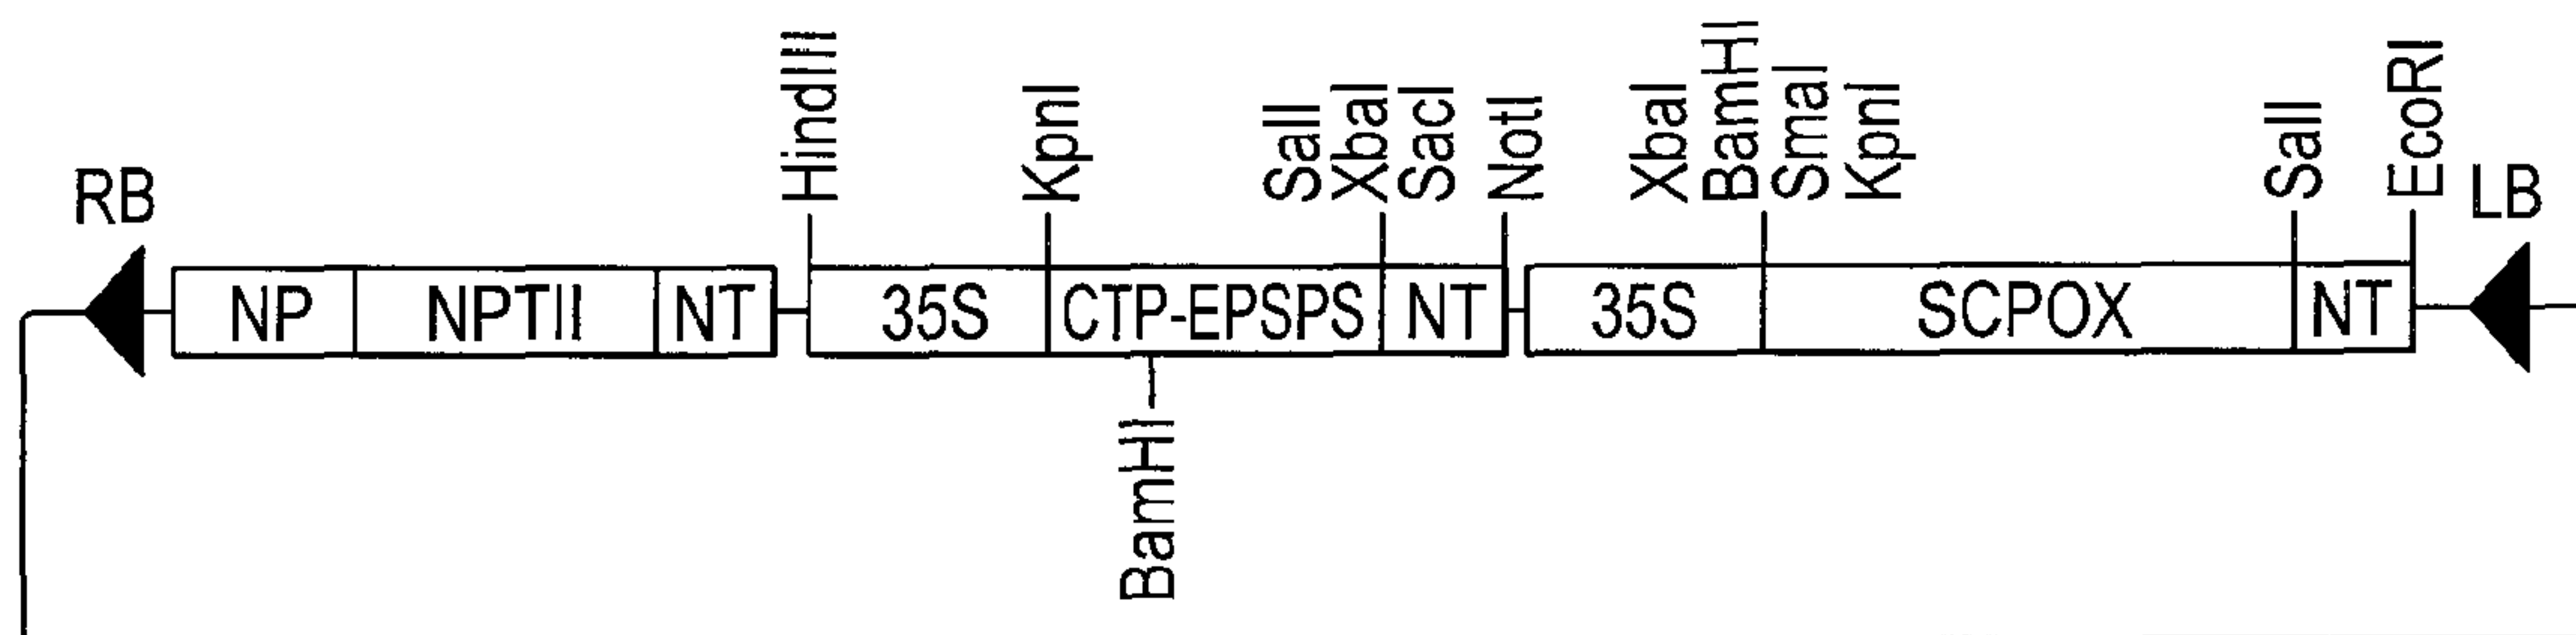 RB
HindIII
KpnI
SalI
XbaI
SacI
NotI
XbaI
BamHI
SmaI
KpnI
SalI
EcoRI
LB
NP
NPTII
NT
35S
CTP-EPSPS
NT
35S
SCPOX
NT
BamHI